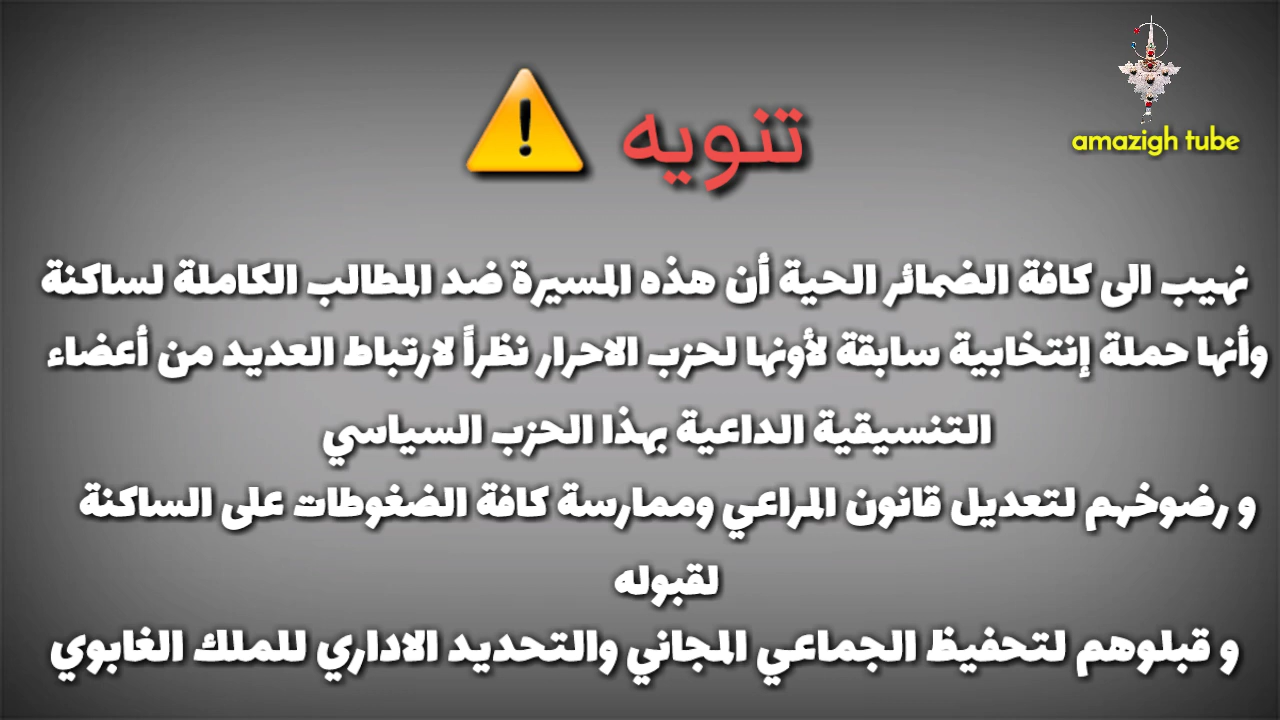 amazigh tube
تنويه
نهيب الى كافة الضمائر الحية أن هذه المسيرة ضد المطالب الكاملة لساكنة
وأنها حملة إنتخابية سابقة لأونها لحزب الاحرار نظراً لارتباط العديد من أعضاء
التنسيقية الداعية بهذا الحزب السياسي
و رضوخهم لتعديل قانون المراعي وممارسة كافة الضغوطات على الساكنة
لقبوله
و قبلوهم لتحفيظ الجماعي المجاني والتحديد الاداري للملك الغابوي